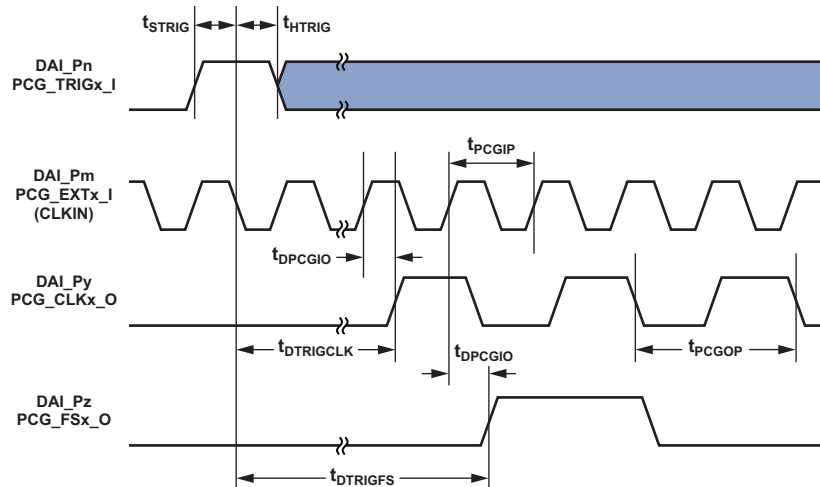 tSTRIG
tHTRIG
DAI_Pn
PCG_TRIGx_I
DAI_Pm
PCG_EXTx_I
(CLKIN)
tPCGIP
tDPCGIO
DAI_Py
PCG_CLKx_O
tDTRIGCLK
tDPCGIO
tPCGOP
DAI_Pz
PCG_FSx_O
tDTRIGFS